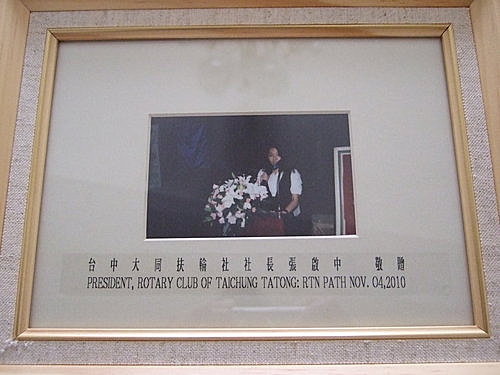 台中大同扶輪社社長張啟中 敬贈
PRESIDENT, ROTARY CLUB OF TAICHUNG TATONG: RTN PATH NOV. 04,2010